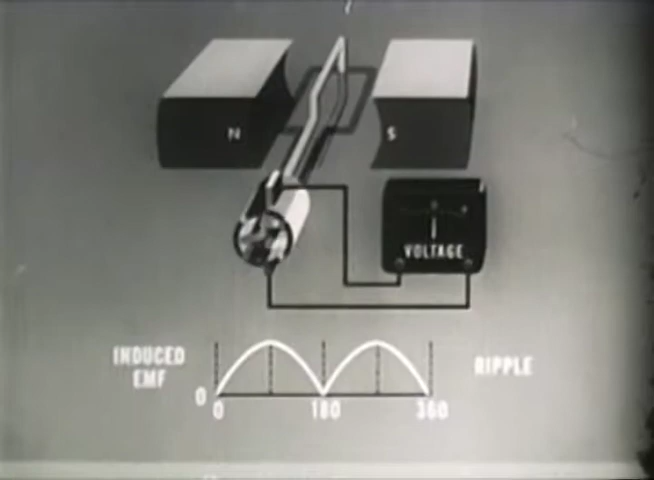 N
S
VOLTAGE
INDUCED
EMF
RIPPLE
0
0 180 360